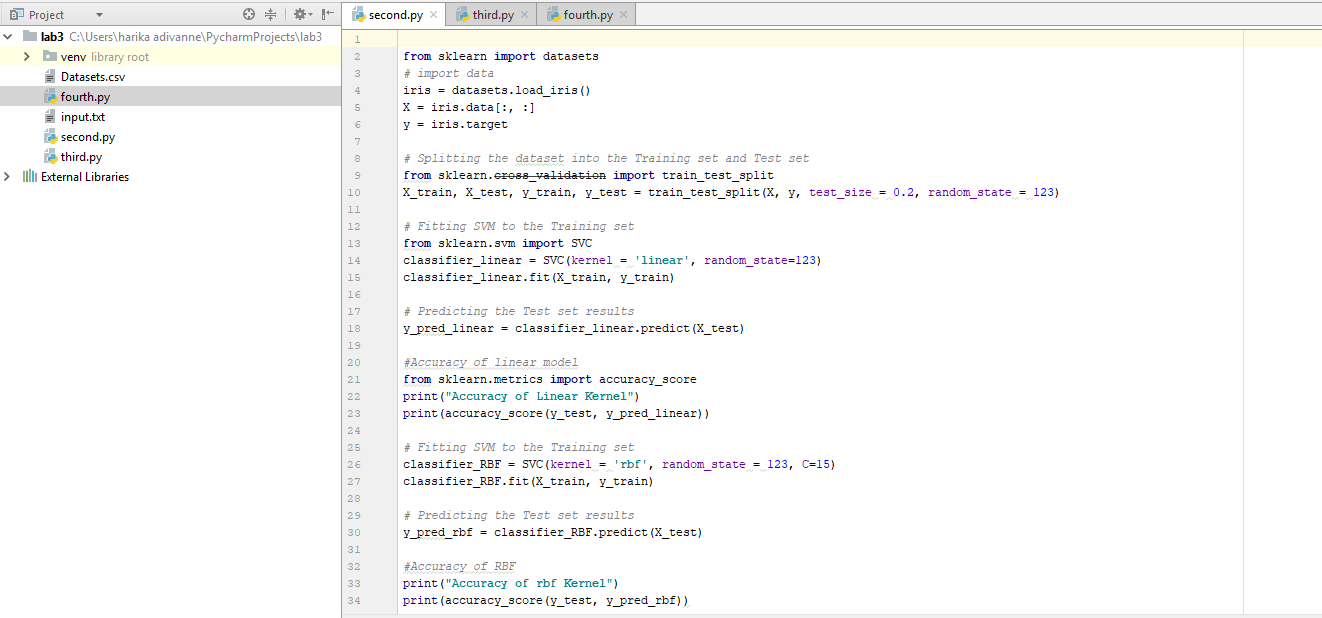 Project
lab3 C:\Users\harika adivanne\PycharmProjects\lab3
venv library root
Datasets.csv
fourth.py
input.txt
second.py
third.py
External Libraries
second.py third.py fourth.py
1
2 from sklearn import datasets
3 # import data
4 iris = datasets.load_iris()
5 X = iris.data[:, :]
6 y = iris.target
7
8 # Splitting the dataset into the Training set and Test set
9 from sklearn.cross_validation import train_test_split
10 X_train, X_test, y_train, y_test = train_test_split(X, y, test_size = 0.2, random_state = 123)
11
12 # Fitting SVM to the Training set
13 from sklearn.svm import SVC
14 classifier_linear = SVC(kernel = 'linear', random_state=123)
15 classifier_linear.fit(X_train, y_train)
16
17 # Predicting the Test set results
18 y_pred_linear = classifier_linear.predict(X_test)
19
20 #Accuracy of linear model
21 from sklearn.metrics import accuracy_score
22 print("Accuracy of Linear Kernel")
23 print(accuracy_score(y_test, y_pred_linear))
24
25 # Fitting SVM to the Training set
26 classifier_RBF = SVC(kernel = 'rbf', random_state = 123, C=15)
27 classifier_RBF.fit(X_train, y_train)
28
29 # Predicting the Test set results
30 y_pred_rbf = classifier_RBF.predict(X_test)
31
32 #Accuracy of RBF
33 print("Accuracy of rbf Kernel")
34 print(accuracy_score(y_test, y_pred_rbf))